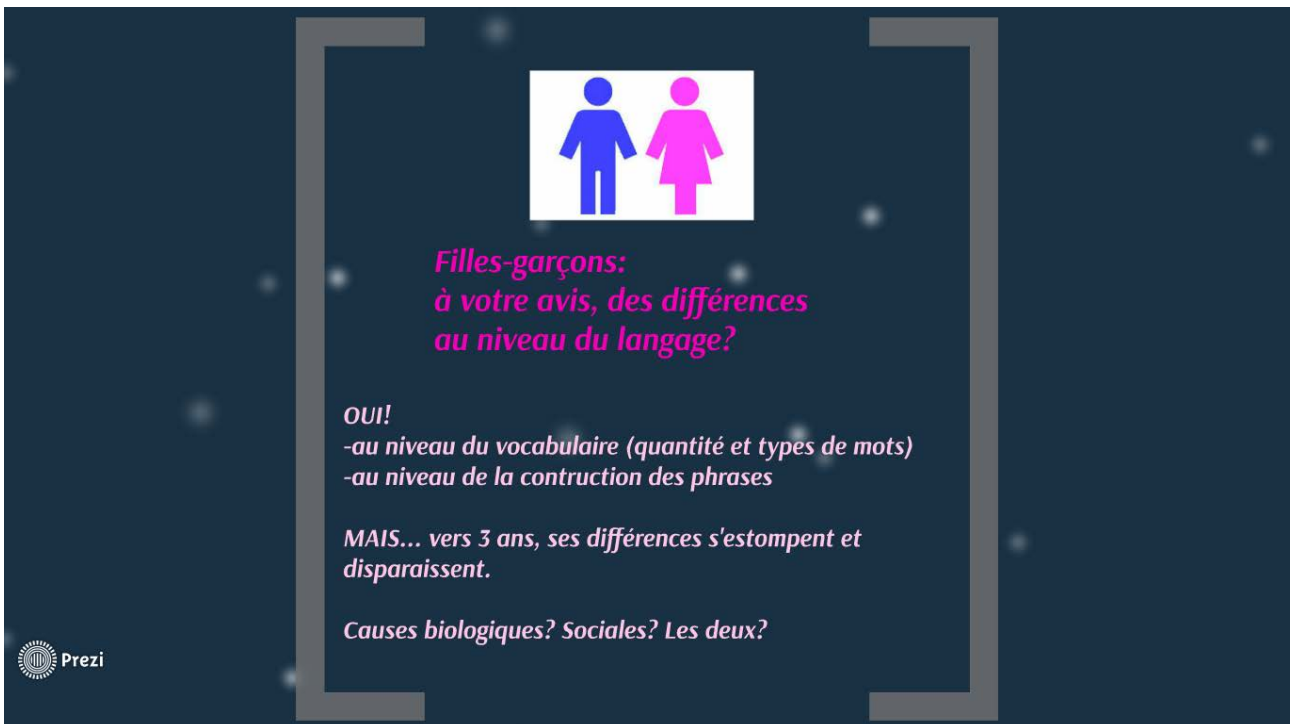 Filles-garçons:
à votre avis, des différences
au niveau du langage?
OUI!
-au niveau du vocabulaire (quantité et types de mots)
-au niveau de la contruction des phrases
MAIS... vers 3 ans, ses différences s'estompent et
disparaissent.
Causes biologiques? Sociales? Les deux?
Prezi